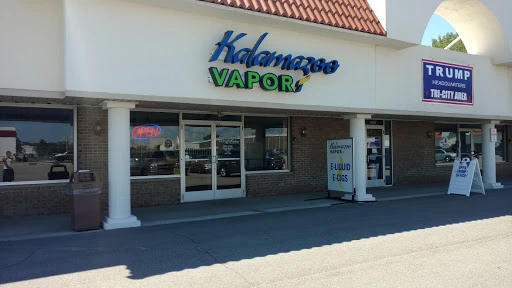 Kalamazoo
VAPOR
TRUMP
HEADQUARTERS
TRI-CITY AREA
OPEN
Kalamazoo
VAPOR
E-LIQUID
E-CIGS